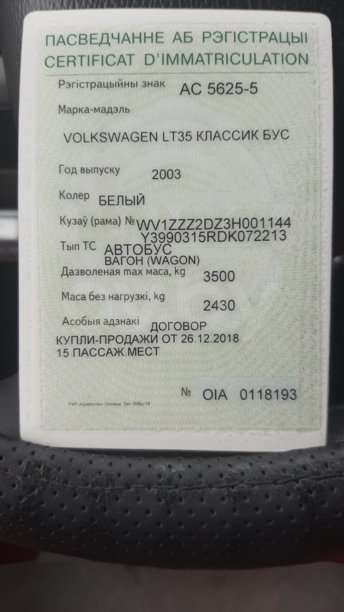 ПАСВЕДЧАННЕ АБ РЭГІСТРАЦЫІ
CERTIFICAT D'IMMATRICULATION
Рэгістрацыйны знак АС 5625-5
Марка-мадэль
VOLKSWAGEN LT35 КЛАССИК БУС
Год выпуску 2003
Колер БЕЛЫЙ
Кузаў (рама) № WV1ZZZ2DZ3H001144
Y3990315RDK072213
Тып ТС АВТОБУС
ВАГОН (WAGON)
Дазволеная max маса, kg 3500
Маса без нагрузкі, kg 2430
Асобыя адзнакі ДОГОВОР
КУПЛИ-ПРОДАЖИ ОТ 26.12.2018
15 ПАССАЖ МЕСТ
№ OIA 0118193